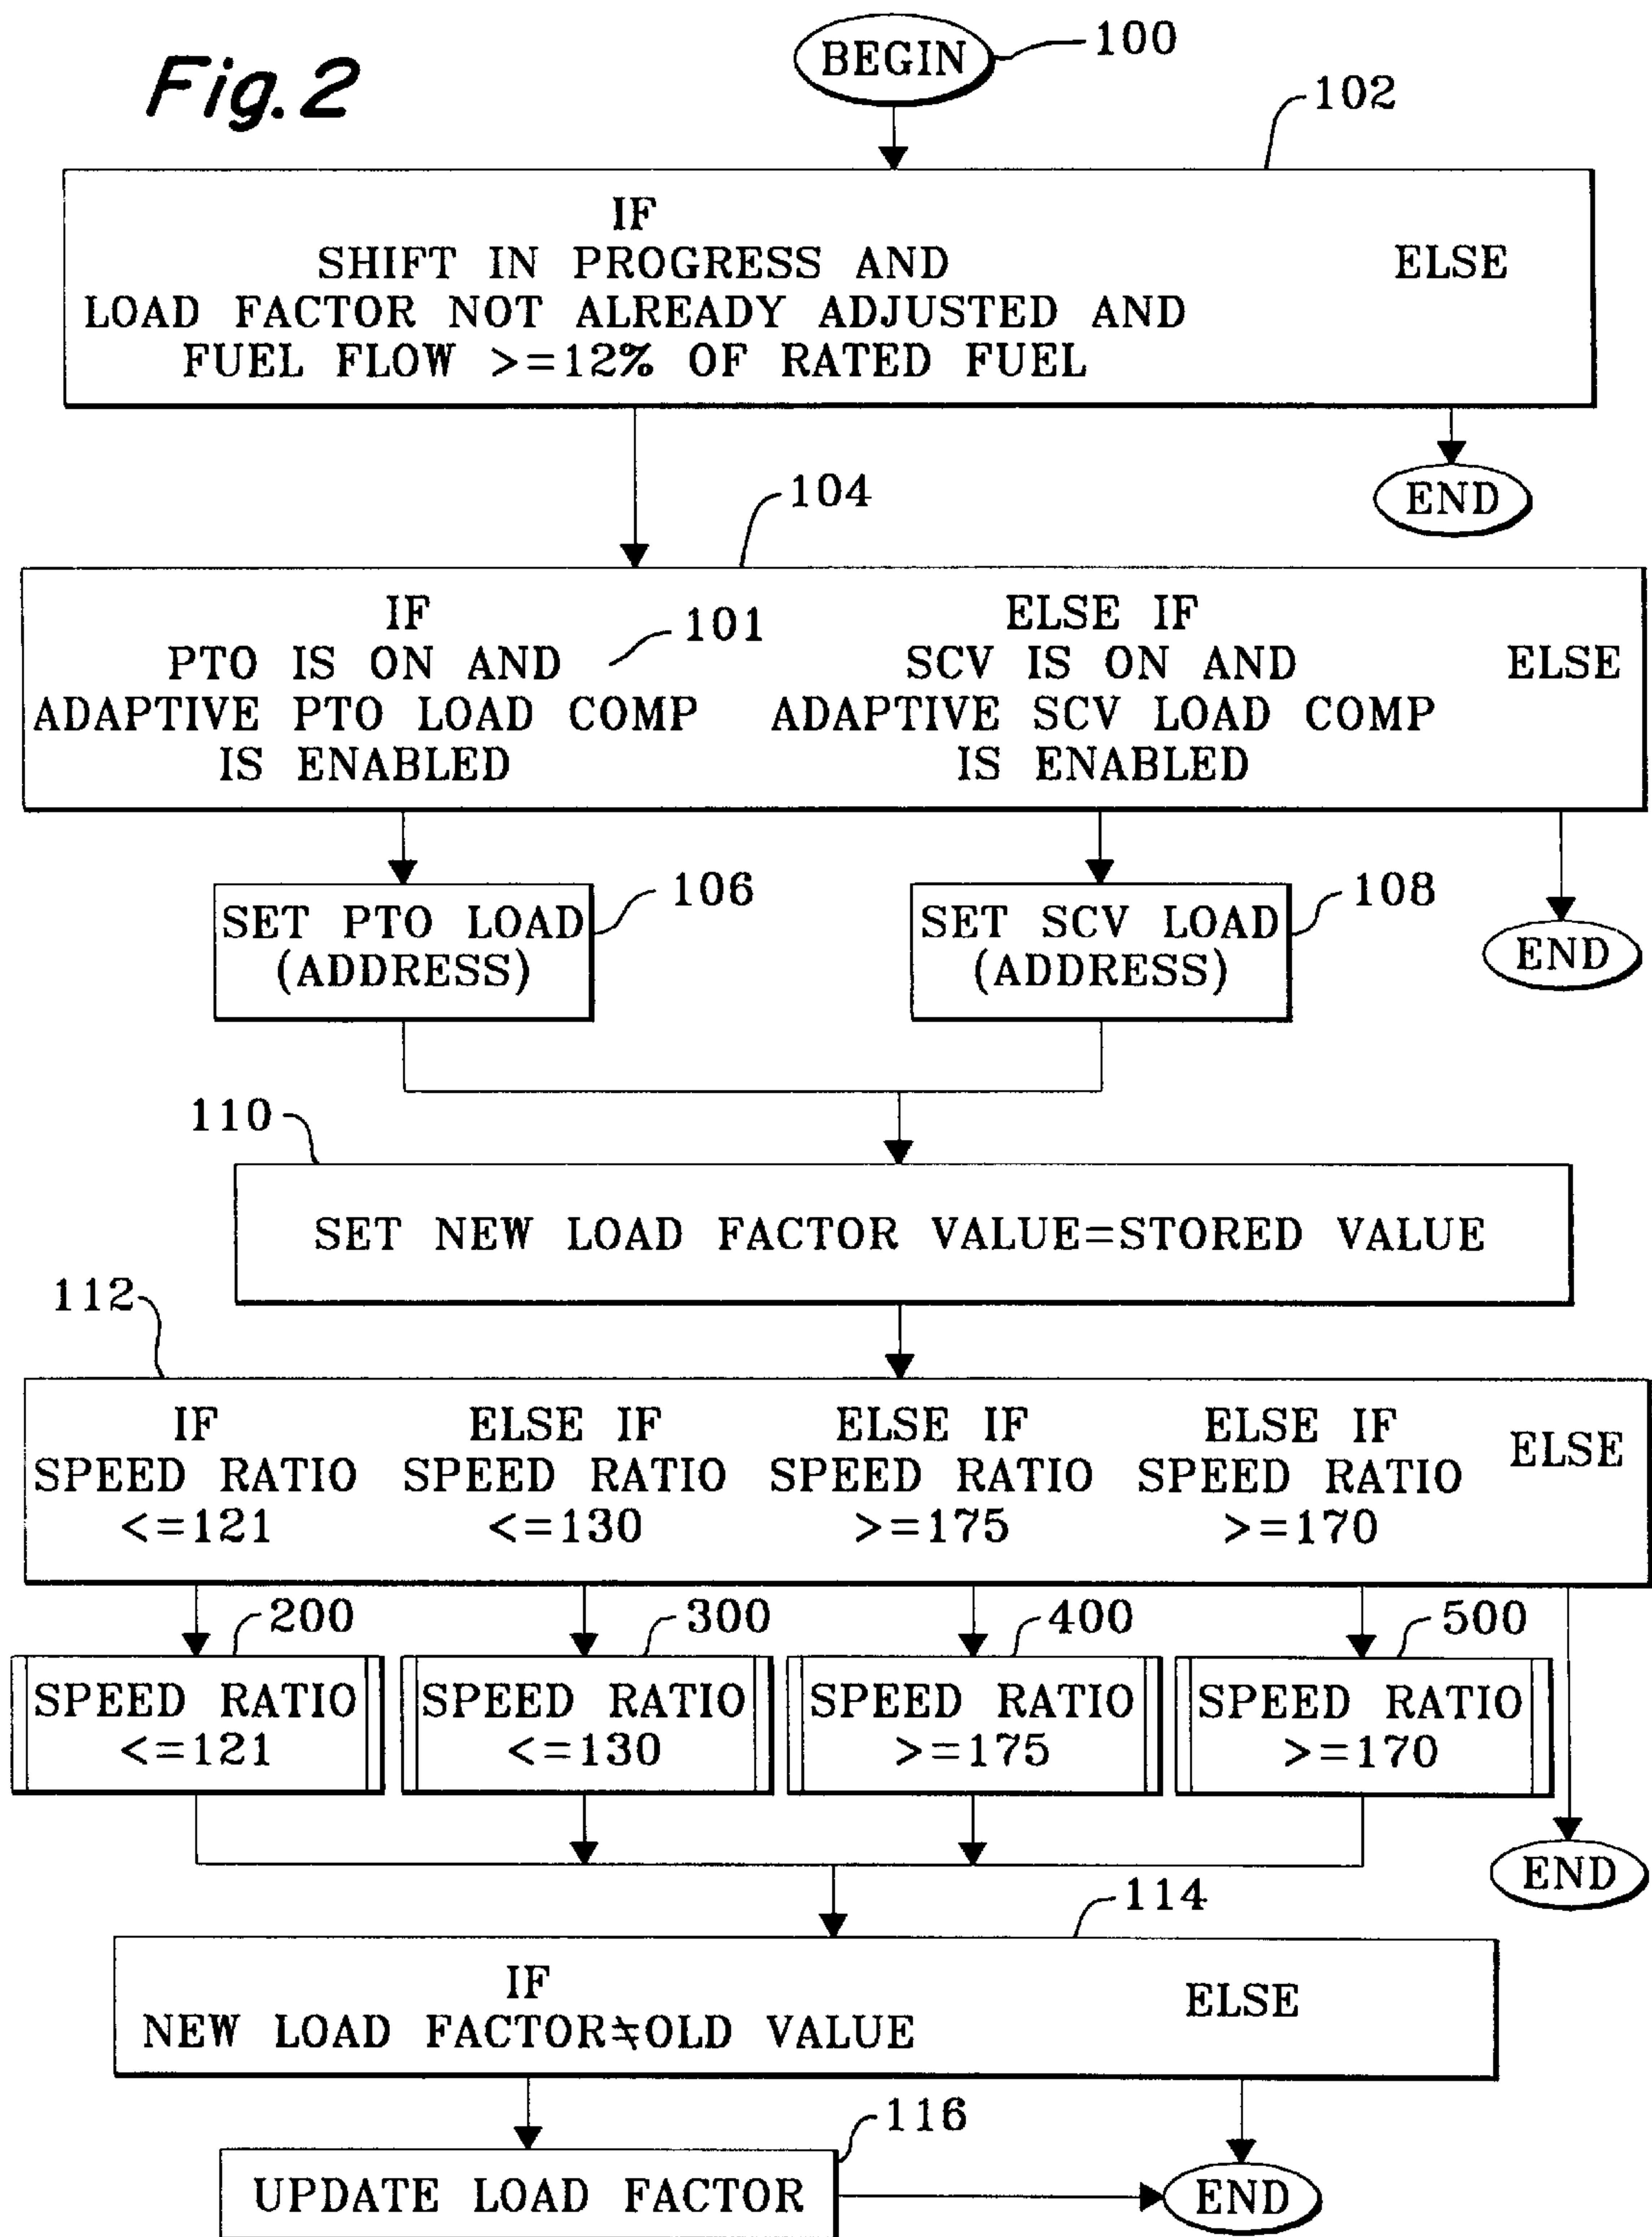 Fig.2
BEGIN
100
102
IF
SHIFT IN PROGRESS AND
LOAD FACTOR NOT ALREADY ADJUSTED AND
FUEL FLOW >=12% OF RATED FUEL
ELSE
END
104
IF
PTO IS ON AND
ADAPTIVE PTO LOAD COMP
IS ENABLED
101
ELSE IF
SCV IS ON AND
ADAPTIVE SCV LOAD COMP
IS ENABLED
ELSE
SET PTO LOAD
(ADDRESS)
106
SET SCV LOAD
(ADDRESS)
108
END
110
SET NEW LOAD FACTOR VALUE=STORED VALUE
112
IF
SPEED RATIO
<=121
ELSE IF
SPEED RATIO
<=130
ELSE IF
SPEED RATIO
>=175
ELSE IF
SPEED RATIO
>=170
ELSE
200
SPEED RATIO
<=121
300
SPEED RATIO
<=130
400
SPEED RATIO
>=175
500
SPEED RATIO
>=170
END
114
IF
NEW LOAD FACTOR≠OLD VALUE
ELSE
116
UPDATE LOAD FACTOR
END